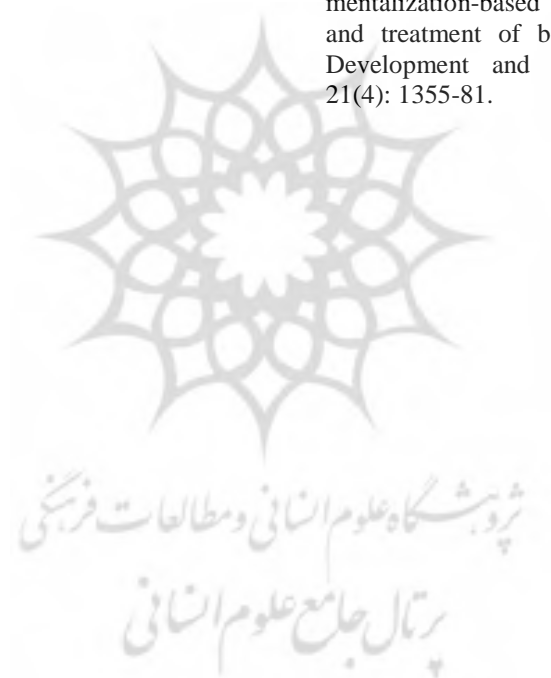 mentalization-based
and treatment of b
Development and
21(4): 1355-81.
پژوهشگاه علوم انسانی و مطالعات فرهنگی
پرتال جامع علوم انسانی